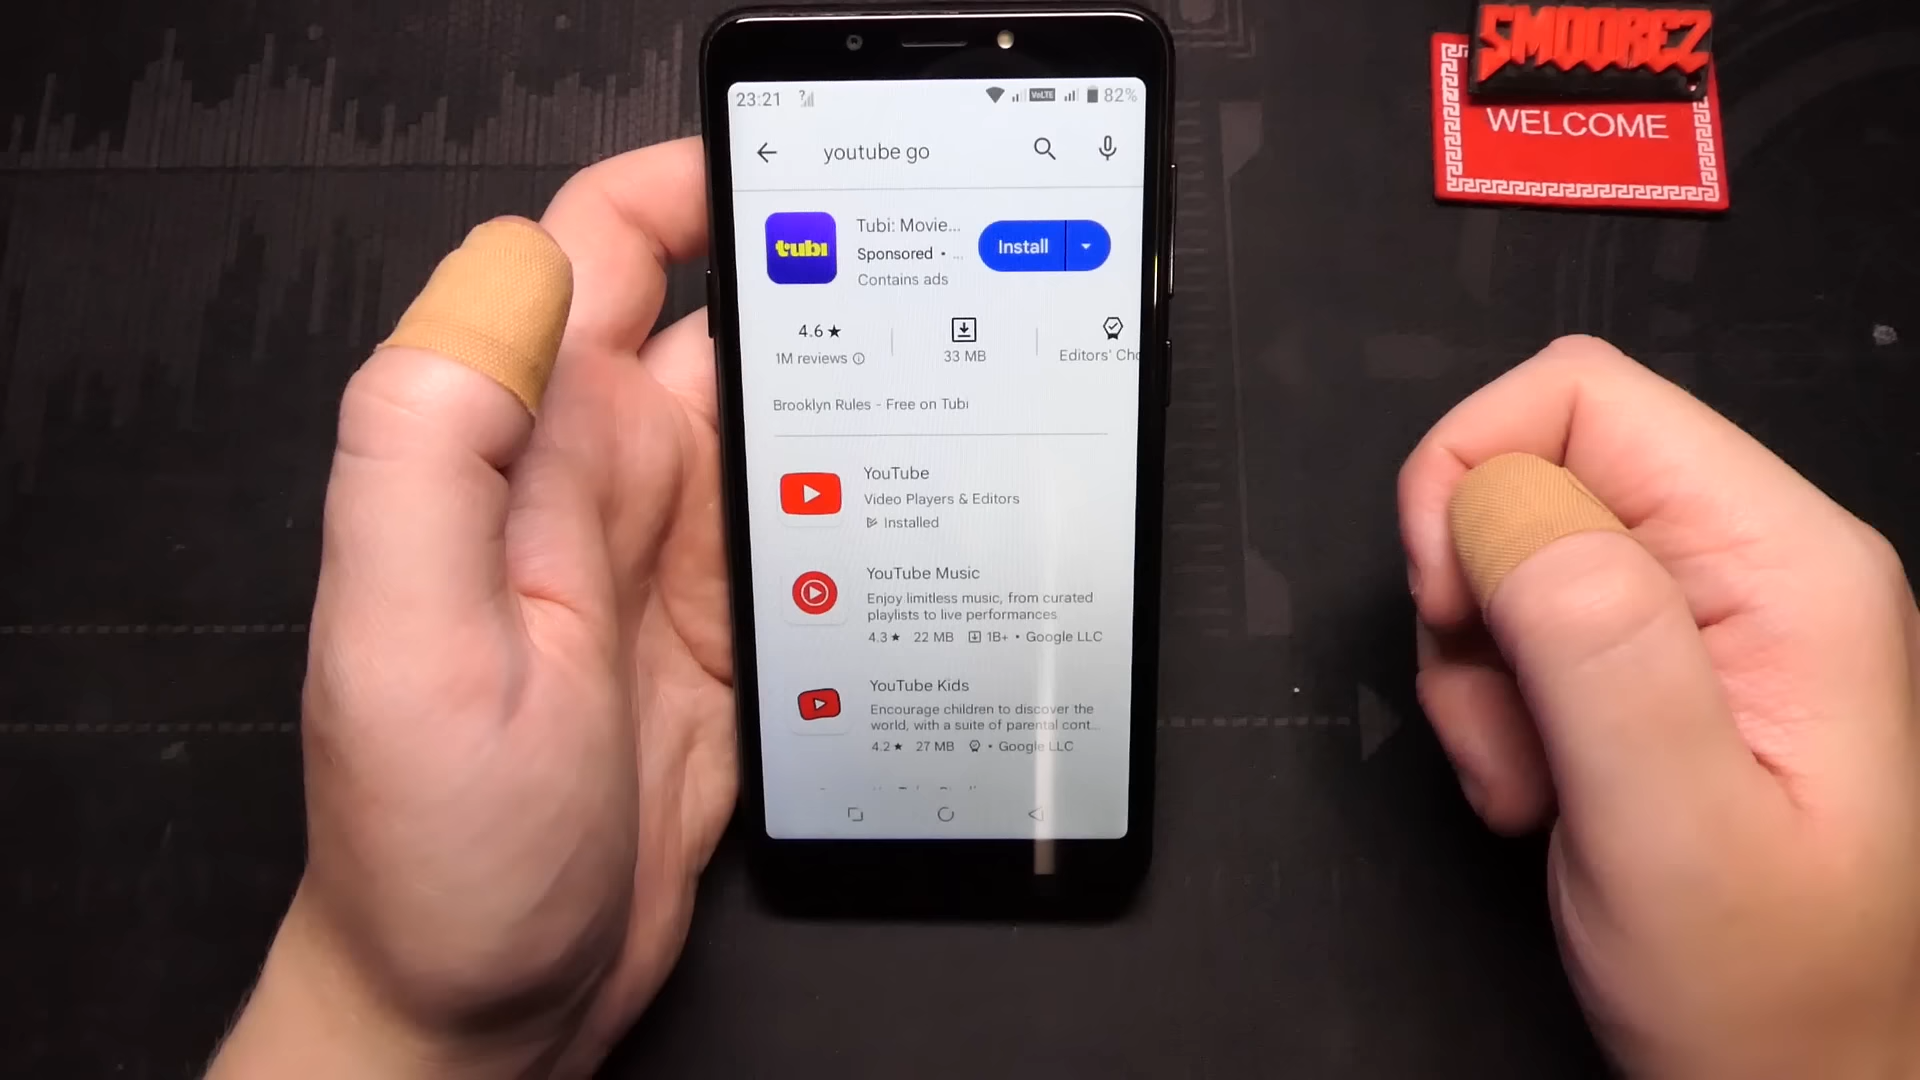 SMOOREZ
WELCOME
23:21
?
VoLTE
82%
youtube go
tubi
Tubi: Movie...
Sponsored • ...
Contains ads
Install
4.6 ★
1M reviews
33 MB
Editors' Cho
Brooklyn Rules - Free on Tubi
YouTube
Video Players & Editors
Installed
YouTube Music
Enjoy limitless music, from curated
playlists to live performances
4.3 ★ 22 MB 1B+ • Google LLC
YouTube Kids
Encourage children to discover the
world, with a suite of parental cont...
4.2 ★ 27 MB • Google LLC